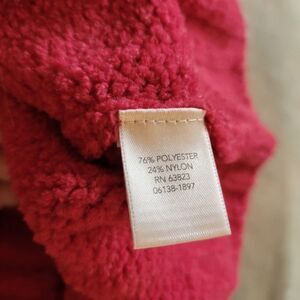 76% POLYESTER
24% NYLON
RN 63823
06138-1897